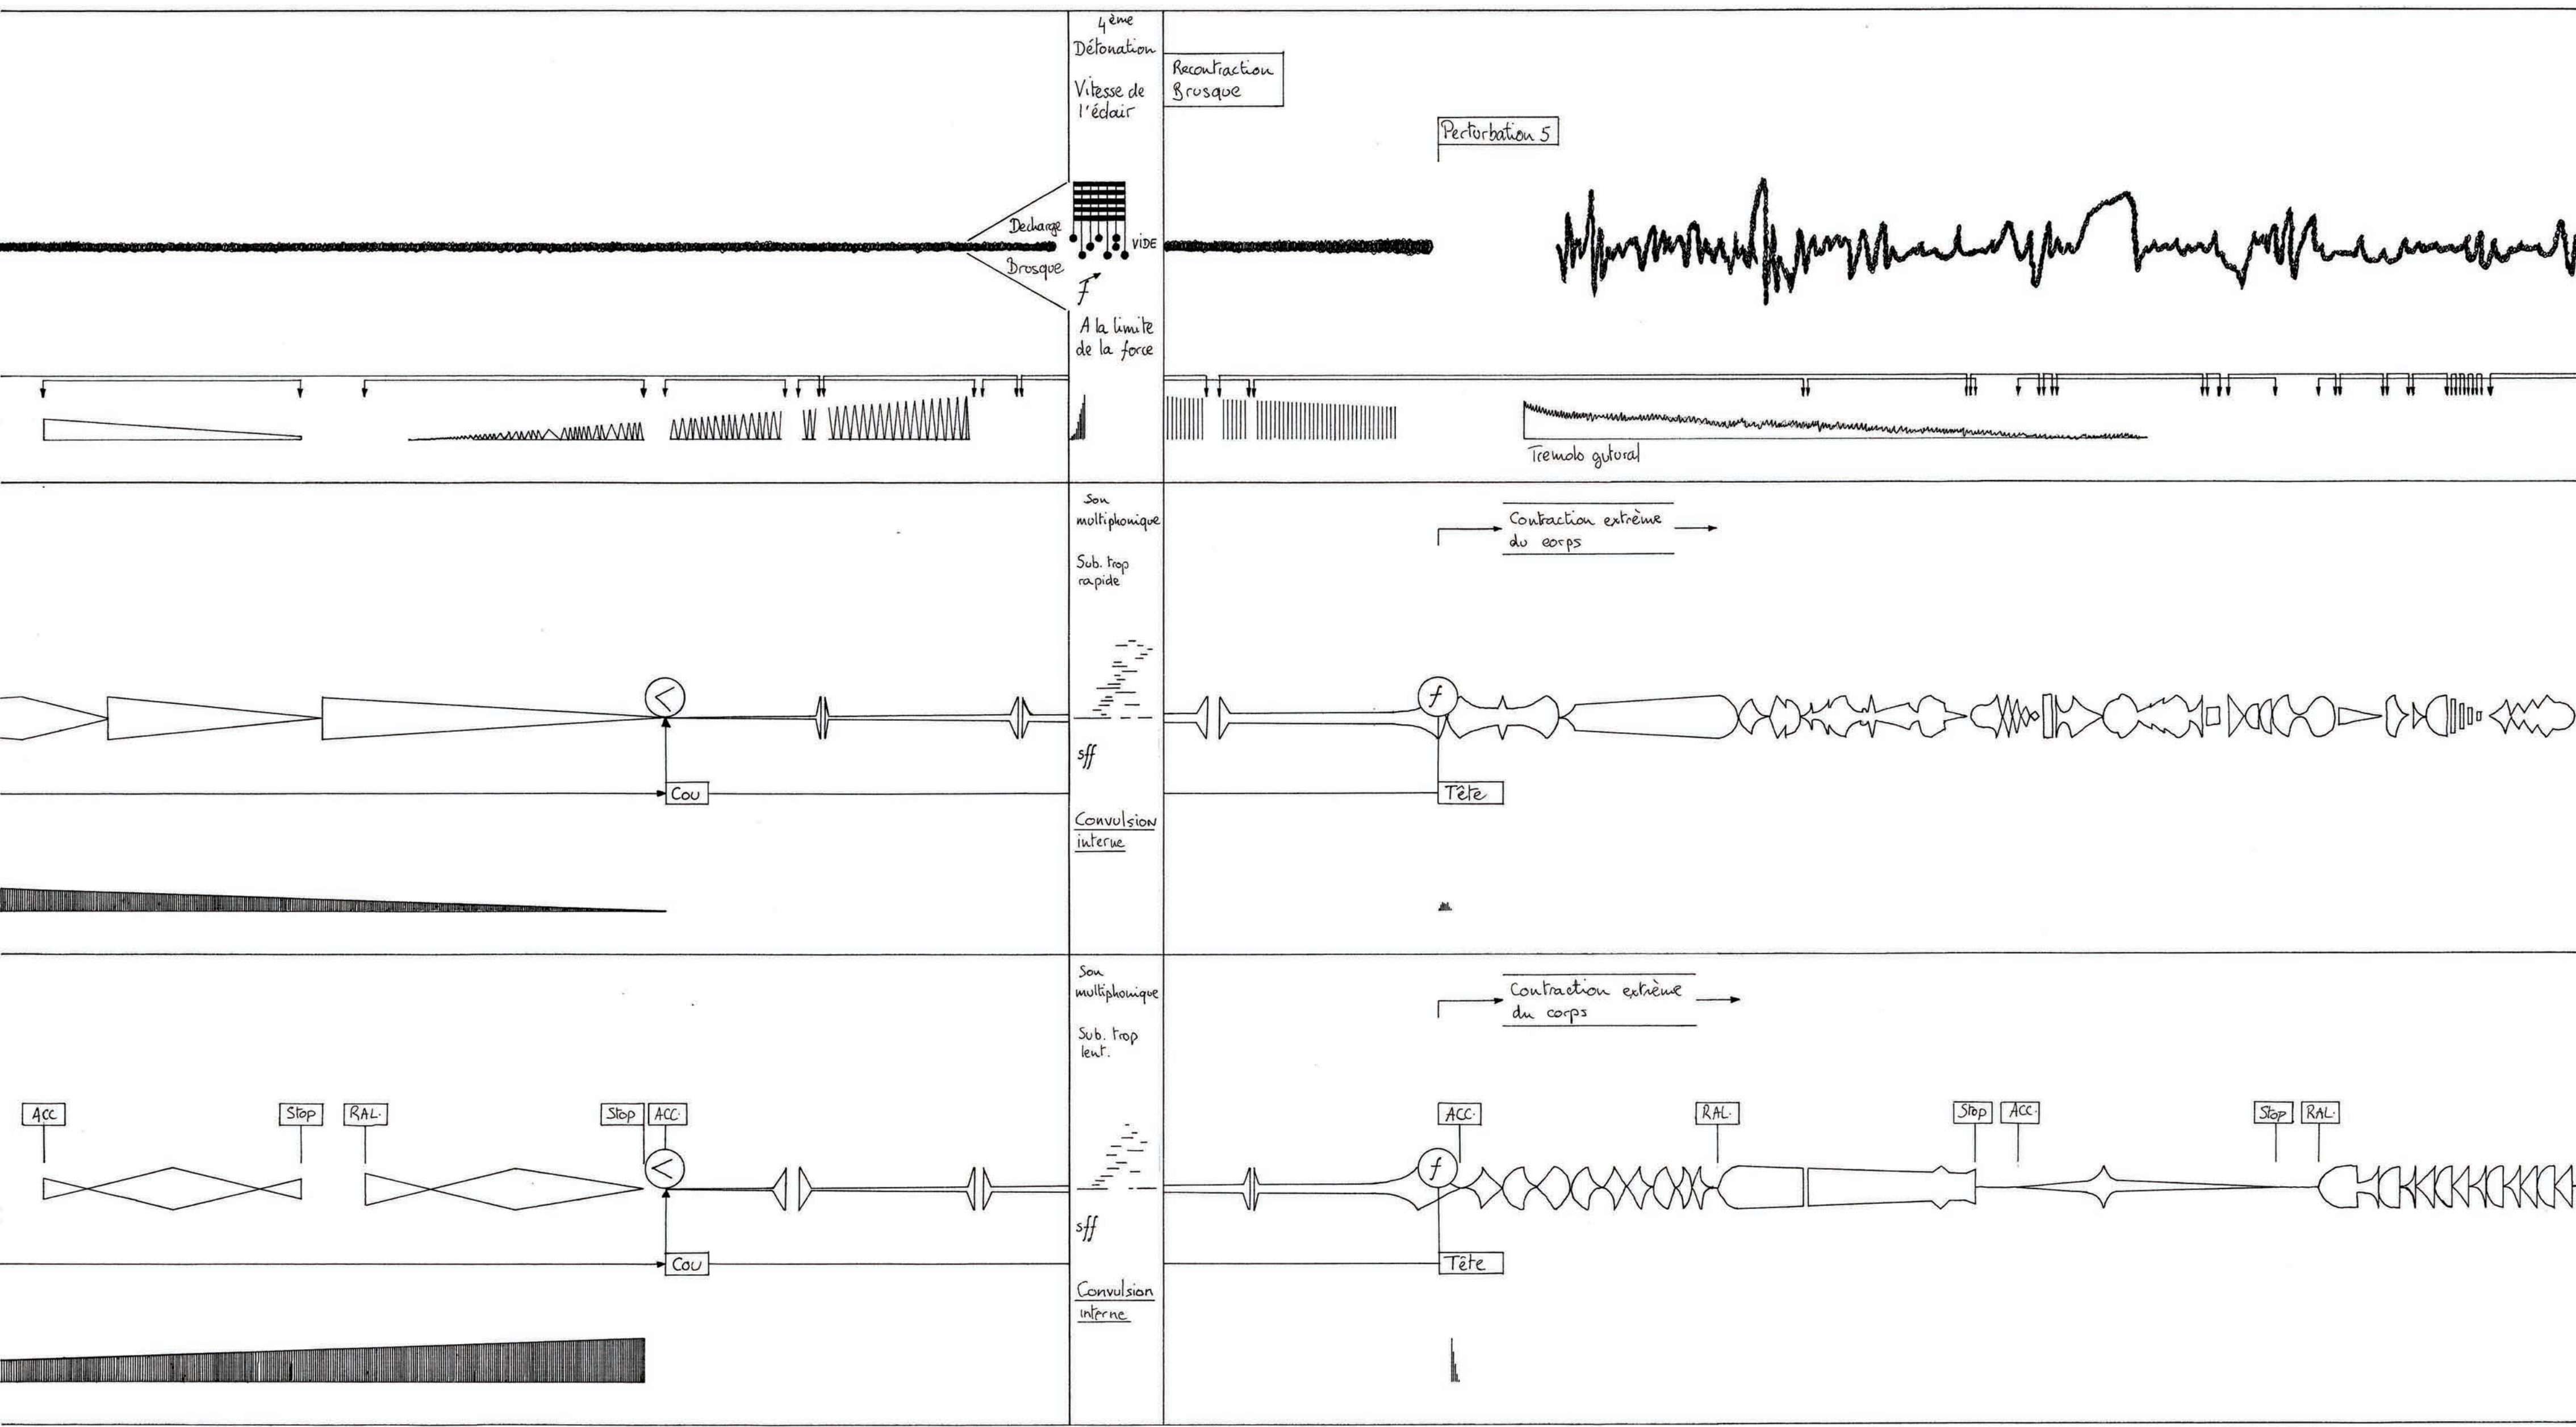 4ème
Détonation
Vitesse de
l'éclair
Recontraction
Brusque
Perturbation 5
Decharge
VIDE
Brusque
f
A la limite
de la force
Tremolo gutural
Son
multiphonique
Sub. trop
rapide
Contraction extrème
du corps
f
sff
Cou
Tête
Convulsion
interne
Son
multiphonique
Sub. trop
lent.
Contraction extrème
du corps
ACC
Stop
RAL.
Stop
ACC.
ACC.
RAL.
Stop
ACC.
Stop
RAL.
f
sff
Cou
Tête
Convulsion
interne